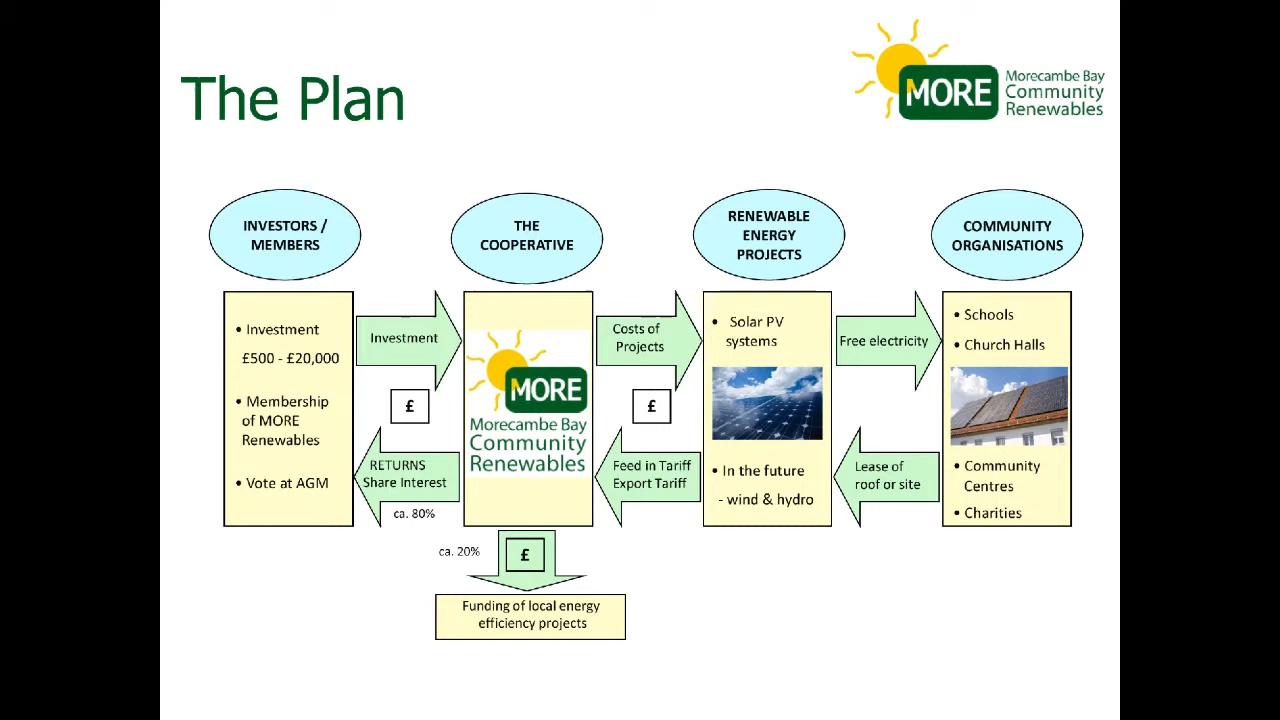 The Plan
MORE
Morecambe Bay
Community
Renewables
INVESTORS /
MEMBERS
THE
COOPERATIVE
RENEWABLE
ENERGY
PROJECTS
COMMUNITY
ORGANISATIONS
• Investment
£500 - £20,000
• Membership
of MORE
Renewables
• Vote at AGM
Investment
£
RETURNS
Share Interest
ca. 80%
MORE
Morecambe Bay
Community
Renewables
Costs of
Projects
£
Feed in Tariff
Export Tariff
• Solar PV
systems
• In the future
- wind & hydro
Free electricity
Lease of
roof or site
• Schools
• Church Halls
• Community
Centres
• Charities
ca. 20%
£
Funding of local energy
efficiency projects